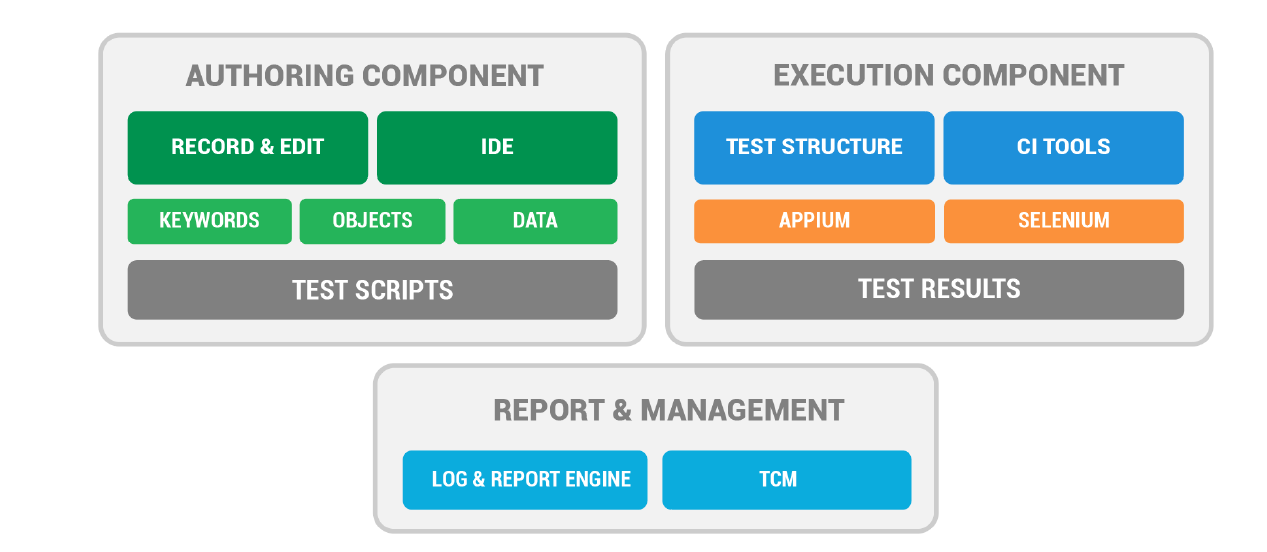 AUTHORING COMPONENT
RECORD & EDIT
IDE
KEYWORDS
OBJECTS
DATA
TEST SCRIPTS
EXECUTION COMPONENT
TEST STRUCTURE
CI TOOLS
APPIUM
SELENIUM
TEST RESULTS
REPORT & MANAGEMENT
LOG & REPORT ENGINE
TCM